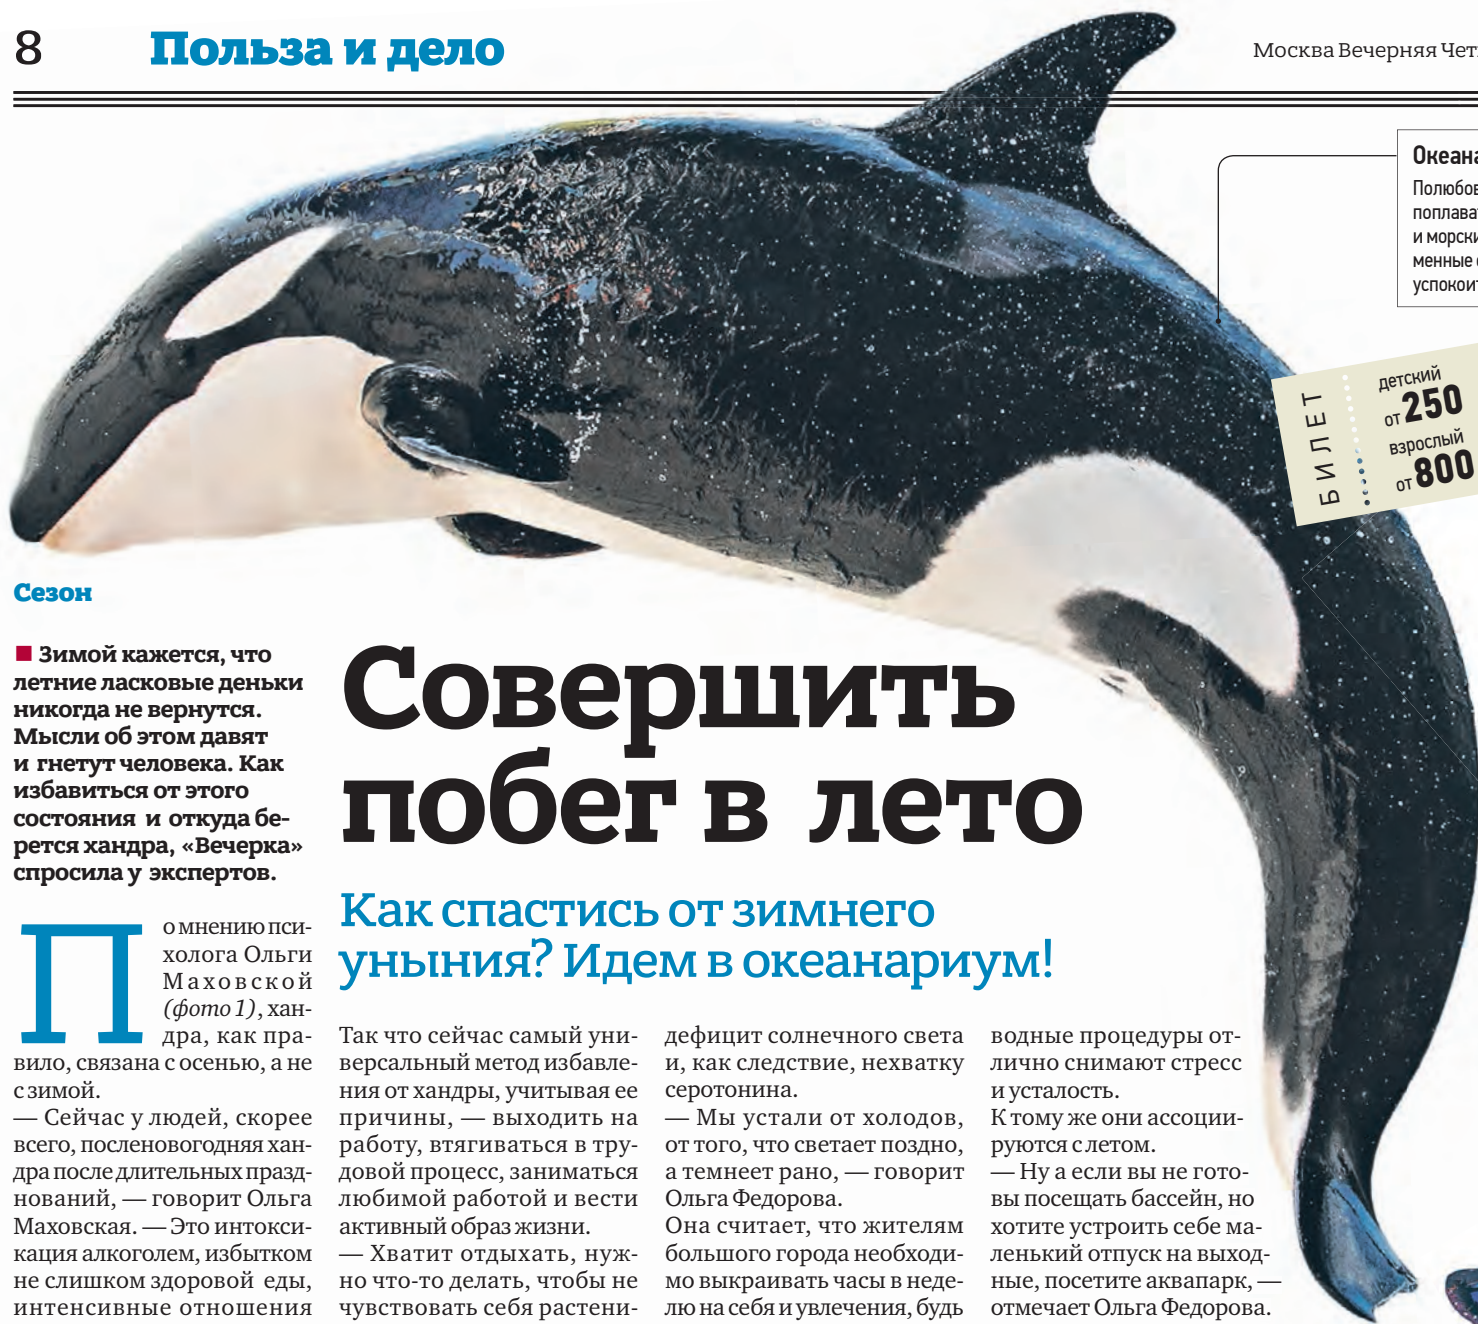 8
Польза и дело
Москва Вечерняя
Полюбов
поплават
и морски
менные
успокоит
БИЛЕТ
детский
от 250
взрослый
от 800
Сезон
Зимой кажется, что
летние ласковые деньки
никогда не вернутся.
Мысли об этом давят
и гнетут человека. Как
избавиться от этого
состояния и откуда бе-
рется хандра, «Вечерка»
спросила у экспертов.
Совершить
побег в лето
Как спастись от зимнего
уныния? Идем в океанариум!
По мнению пси-
холога Ольги
Маховской
(фото 1), хан-
дра, как пра-
вило, связана с осенью, а не
с зимой.
— Сейчас у людей, скорее
всего, посленовогодняя хан-
дра после длительных празд-
нований, — говорит Ольга
Маховская. — Это интокси-
кация алкоголем, избытком
не слишком здоровой еды,
интенсивные отношения
Так что сейчас самый уни-
версальный метод избавле-
ния от хандры, учитывая ее
причины, — выходить на
работу, втягиваться в тру-
довой процесс, заниматься
любимой работой и вести
активный образ жизни.
— Хватит отдыхать, нуж-
но что-то делать, чтобы не
чувствовать себя растени-
дефицит солнечного света
и, как следствие, нехватку
серотонина.
— Мы устали от холодов,
от того, что светает поздно,
а темнеет рано, — говорит
Ольга Федорова.
Она считает, что жителям
большого города необходи-
мо выкраивать часы в неде-
лю на себя и увлечения, будь
водные процедуры от-
лично снимают стресс
и усталость.
К тому же они ассоции-
руются с летом.
— Ну а если вы не гото-
вы посещать бассейн, но
хотите устроить себе ма-
ленький отпуск на выход-
ные, посетите аквапарк, —
отмечает Ольга Федорова.